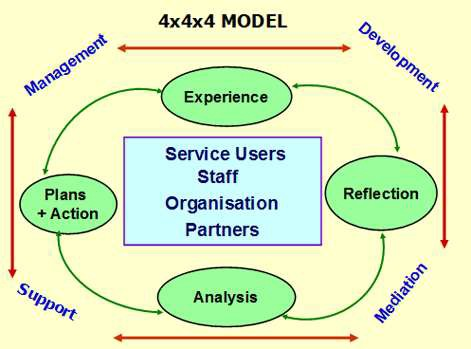 4x4x4 MODEL
Management
Development
Experience
Service Users
Staff
Organisation
Partners
Plans
+ Action
Reflection
Analysis
Support
Mediation